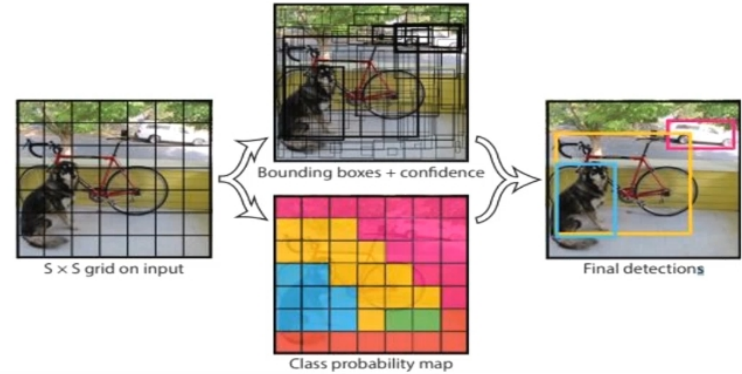 Bounding boxes + confidence
S × S grid on input
Final detections
Class probability map